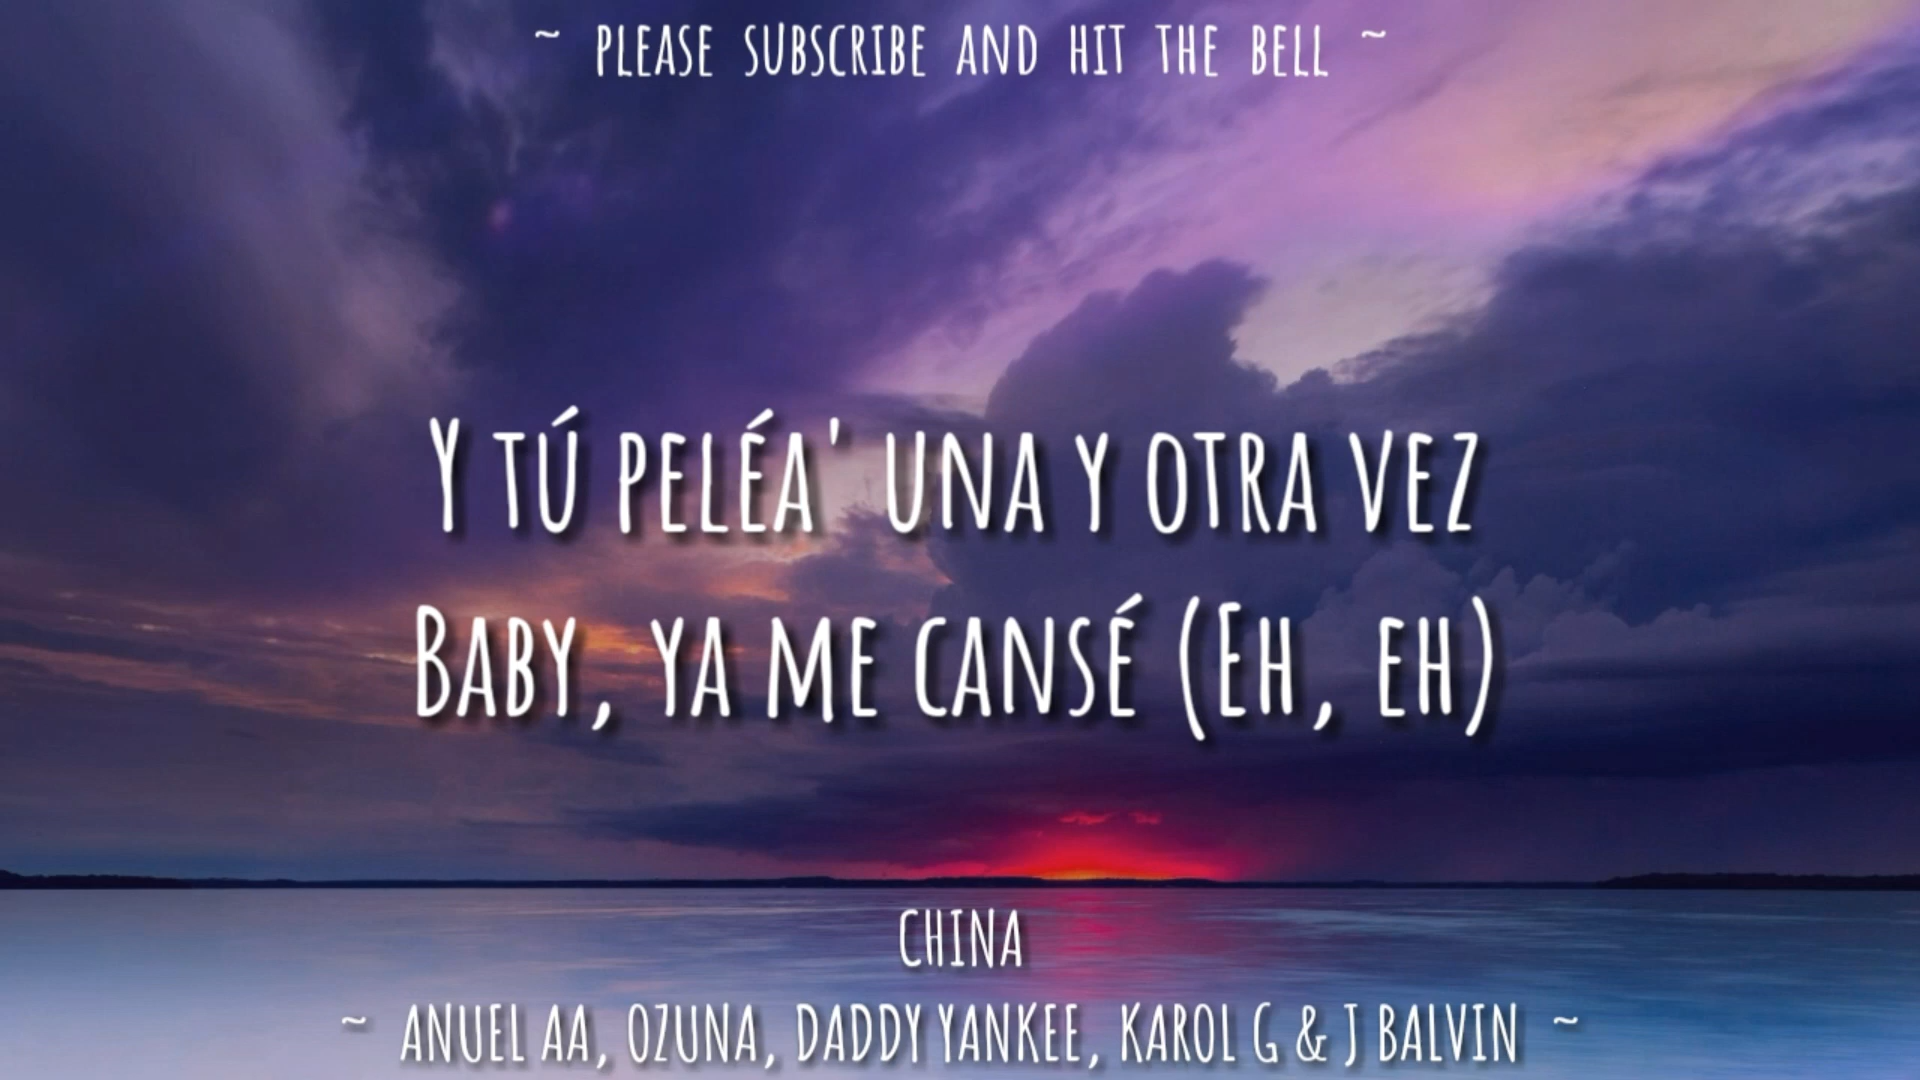 ~ PLEASE SUBSCRIBE AND HIT THE BELL ~
Y TÚ PELÉA' UNA Y OTRA VEZ
BABY, YA ME CANSÉ (EH, EH)
CHINA
~ ANUEL AA, OZUNA, DADDY YANKEE, KAROL G & J BALVIN ~